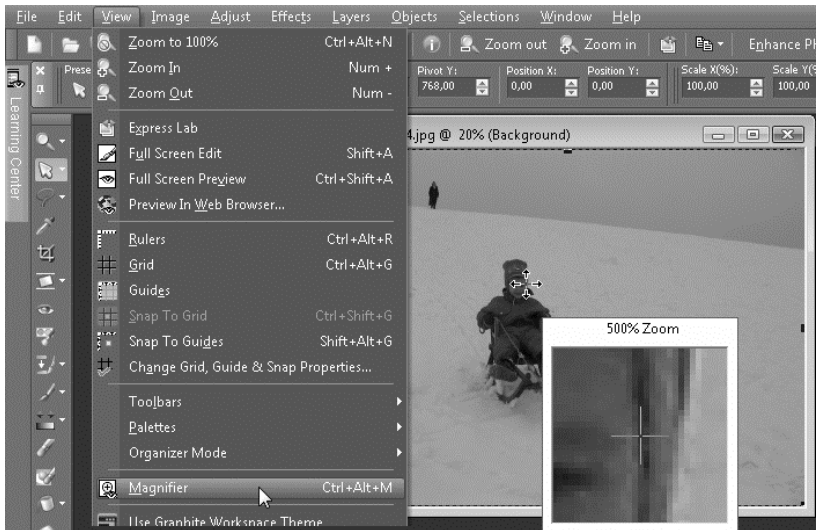 File Edit View Image Adjust Effects Layers Objects Selections Window Help
Zoom to 100% Ctrl+Alt+N
Zoom In Num +
Zoom Out Num -
Express Lab
Full Screen Edit Shift+A
Full Screen Preview Ctrl+Shift+A
Preview In Web Browser...
Rulers Ctrl+Alt+R
Grid Ctrl+Alt+G
Guides
Snap To Grid Ctrl+Shift+G
Snap To Guides Shift+Alt+G
Change Grid, Guide & Snap Properties...
Toolbars
Palettes
Organizer Mode
Magnifier Ctrl+Alt+M
Use Graphite Workspace Theme
Zoom out Zoom in Enhance Ph
Prese
Pivot Y: Position X: Position Y: Scale X(%): Scale Y(%
768,00 0,00 0,00 100,00 100,00
Learning Center
4.jpg @ 20% (Background)
500% Zoom